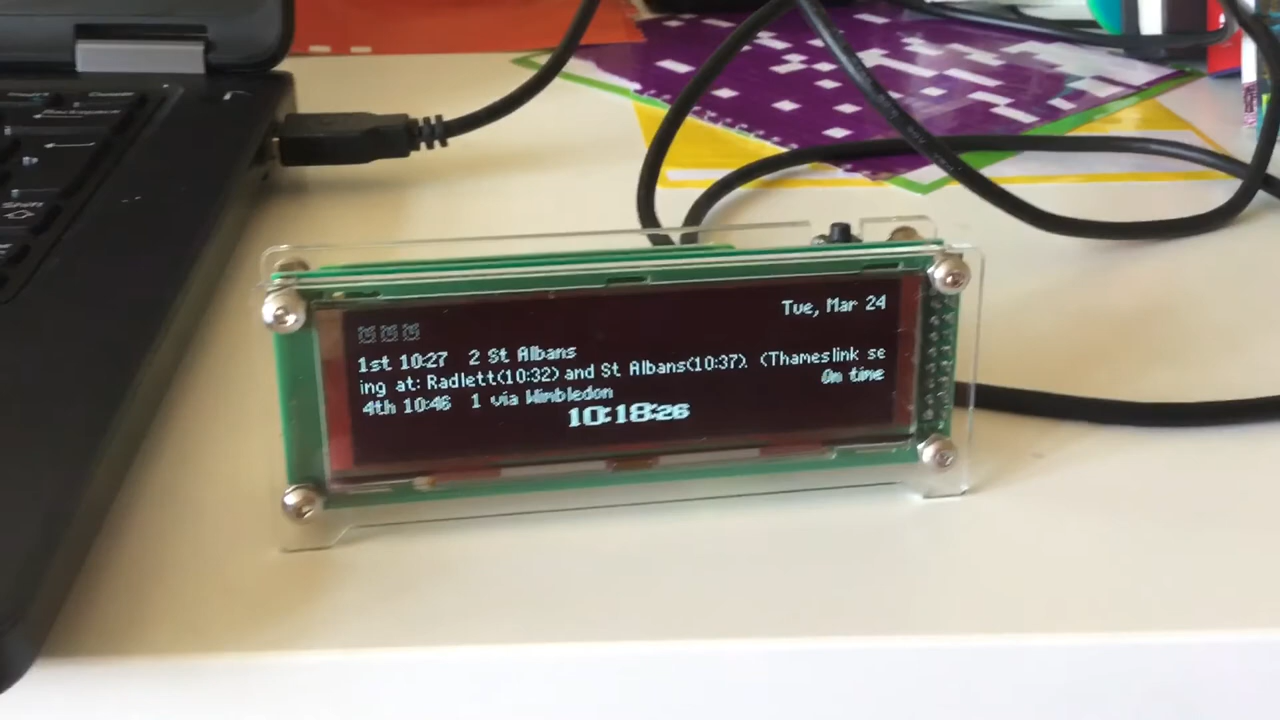 Tue, Mar 24
1st 10:27 2 St Albans
ing at: Radlett(10:32) and St Albans(10:37). (Thameslink se
On time
4th 10:46 1 via Wimbledon
10:18:26
Shift